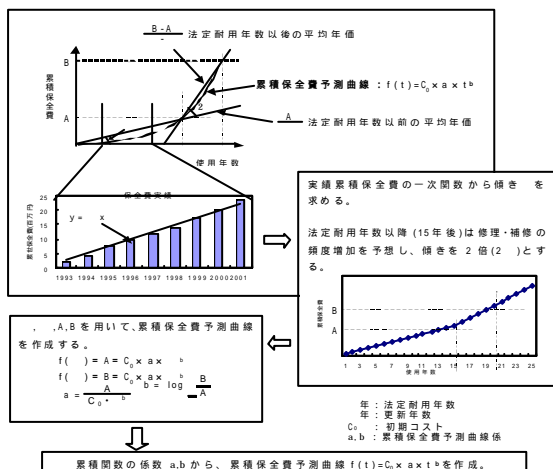 B-A
-
法定耐用年数以後の平均年価
B
累積保全費
累積保全費予測曲線：f(t)=C₀×a×tᵇ
2
A
A
法定耐用年数以前の平均年価
使用年数
保全費実績
累世保全費(百万円)
25
20
15
10
5
0
y = x
1993 1994 1995 1996 1997 1998 1999 2000 2001
実績累積保全費の一次関数から傾き を
求める。
法定耐用年数以降(15年後)は修理・補修の
頻度増加を予想し、傾きを2倍(2 )とす
る。
累積保全費
B
A
1 3 5 7 9 11 13 15 17 19 21 23 25
使用年数
, ,A,B を用いて、累積保全費予測曲線
を作成する。
f( ) = A = C₀ × a × ᵇ
f( ) = B = C₀ × a × ᵇ
a = A / C₀・ ᵇ b = log B / A
年：法定耐用年数
年：更新年数
C₀：初期コスト
a,b：累積保全費予測曲線係
累積関数の係数 a,b から、累積保全費予測曲線 f(t)=C₀×a×tᵇを作成。